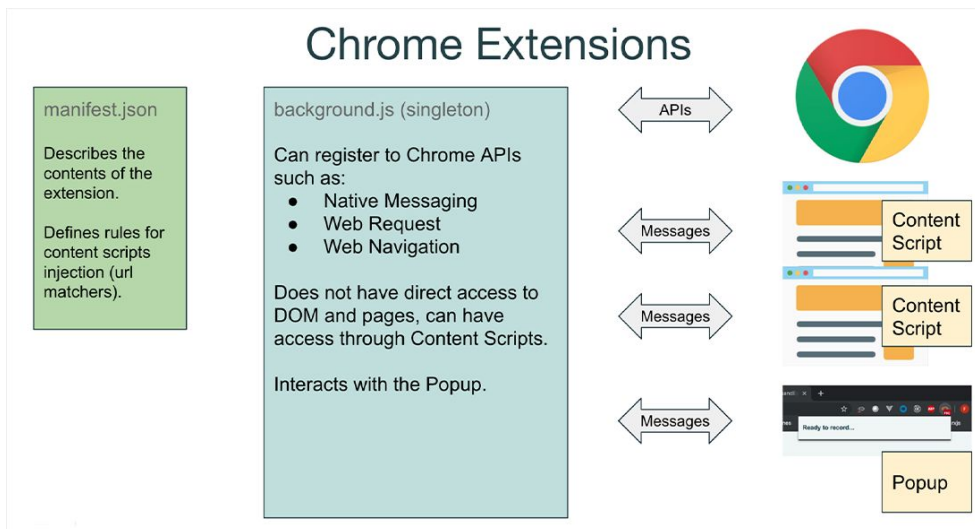 Chrome Extensions
manifest.json
Describes the
contents of the
extension.
Defines rules for
content scripts
injection (url
matchers).
background.js (singleton)
Can register to Chrome APIs
such as:
● Native Messaging
● Web Request
● Web Navigation
Does not have direct access to
DOM and pages, can have
access through Content Scripts.
Interacts with the Popup.
APIs
Messages
Content
Script
Messages
Content
Script
Messages
Ready to record...
Popup